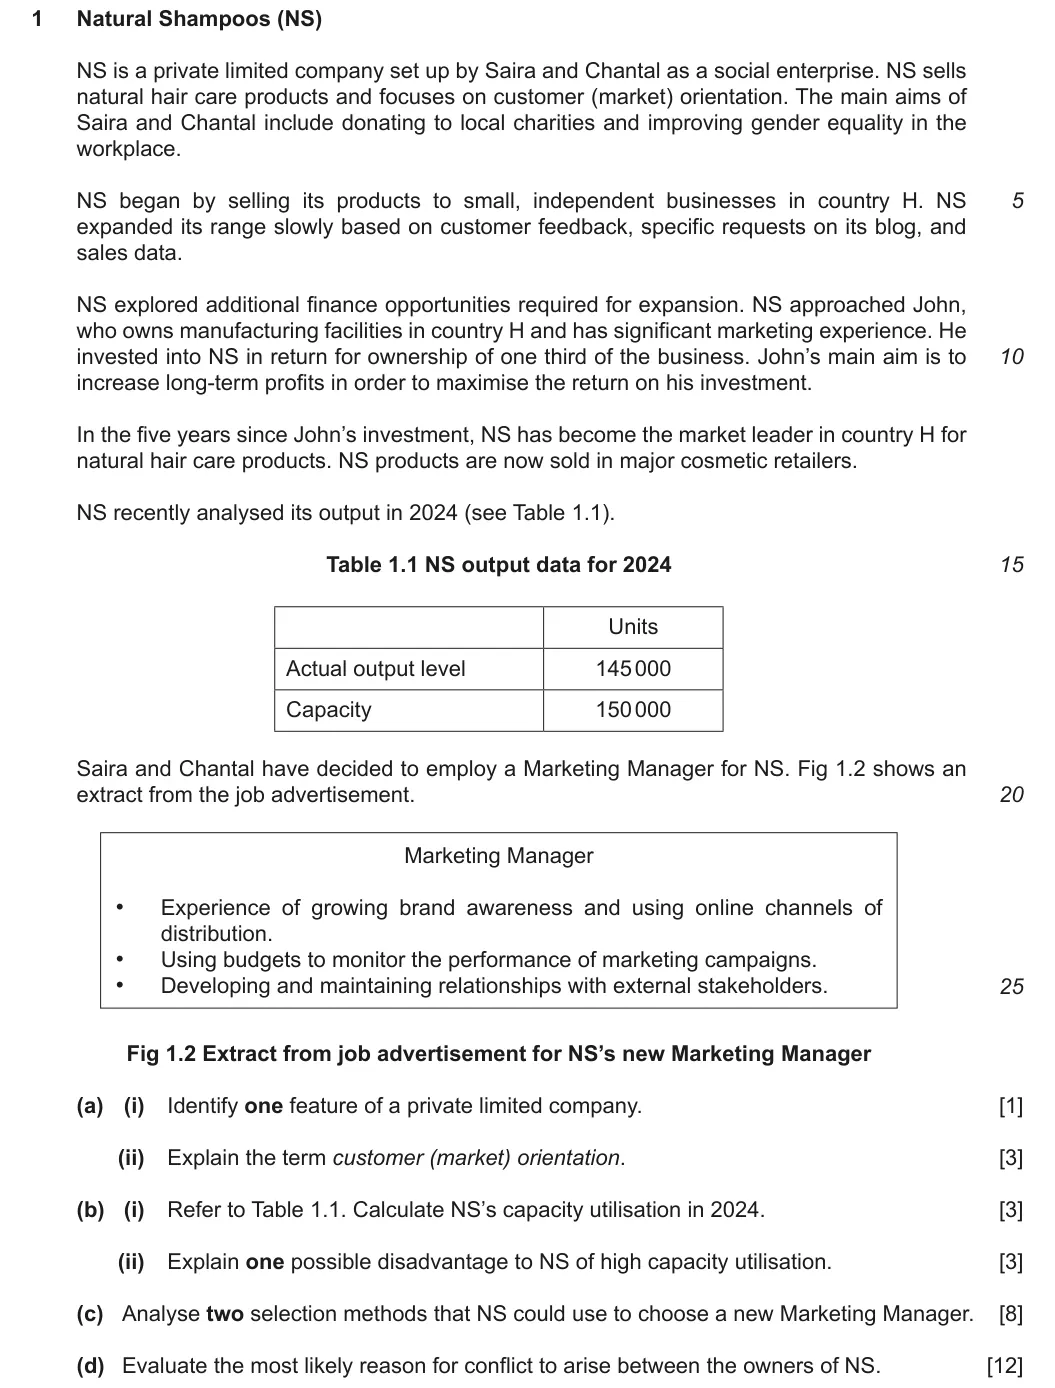 1 Natural Shampoos (NS)
NS is a private limited company set up by Saira and Chantal as a social enterprise. NS sells
natural hair care products and focuses on customer (market) orientation. The main aims of
Saira and Chantal include donating to local charities and improving gender equality in the
workplace.
NS began by selling its products to small, independent businesses in country H. NS 5
expanded its range slowly based on customer feedback, specific requests on its blog, and
sales data.
NS explored additional finance opportunities required for expansion. NS approached John,
who owns manufacturing facilities in country H and has significant marketing experience. He
invested into NS in return for ownership of one third of the business. John's main aim is to 10
increase long-term profits in order to maximise the return on his investment.
In the five years since John's investment, NS has become the market leader in country H for
natural hair care products. NS products are now sold in major cosmetic retailers.
NS recently analysed its output in 2024 (see Table 1.1).
Table 1.1 NS output data for 2024 15
Units
Actual output level 145 000
Capacity 150 000
Saira and Chantal have decided to employ a Marketing Manager for NS. Fig 1.2 shows an
extract from the job advertisement. 20
Marketing Manager
• Experience of growing brand awareness and using online channels of
distribution.
• Using budgets to monitor the performance of marketing campaigns.
• Developing and maintaining relationships with external stakeholders. 25
Fig 1.2 Extract from job advertisement for NS's new Marketing Manager
(a) (i) Identify one feature of a private limited company. [1]
(ii) Explain the term customer (market) orientation. [3]
(b) (i) Refer to Table 1.1. Calculate NS's capacity utilisation in 2024. [3]
(ii) Explain one possible disadvantage to NS of high capacity utilisation. [3]
(c) Analyse two selection methods that NS could use to choose a new Marketing Manager. [8]
(d) Evaluate the most likely reason for conflict to arise between the owners of NS. [12]